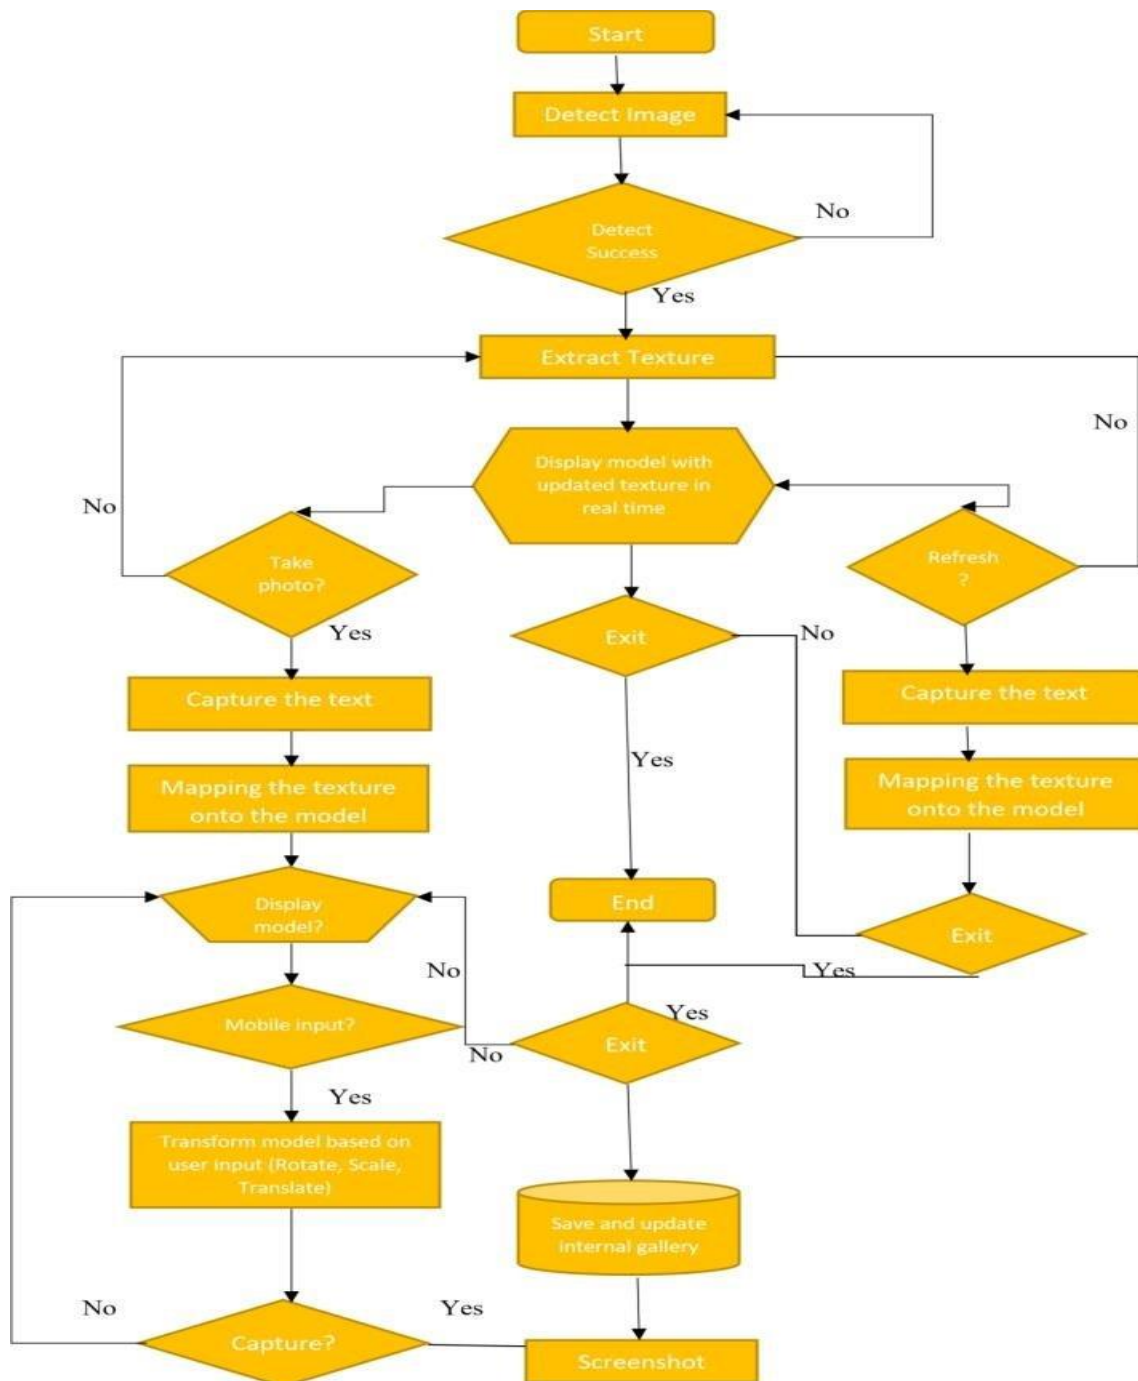 Start
Detect Image
No
Detect
Success
Yes
Extract Texture
No
Display model with
updated texture in
real time
No
Take
photo?
Refresh
?
Yes
Exit
No
Capture the text
Capture the text
Yes
Mapping the texture
onto the model
Mapping the texture
onto the model
Display
model?
End
Exit
No
Yes
Yes
Mobile input?
No
Exit
Yes
Transform model based on
user input (Rotate, Scale,
Translate)
Save and update
internal gallery
No
Yes
Capture?
Screenshot